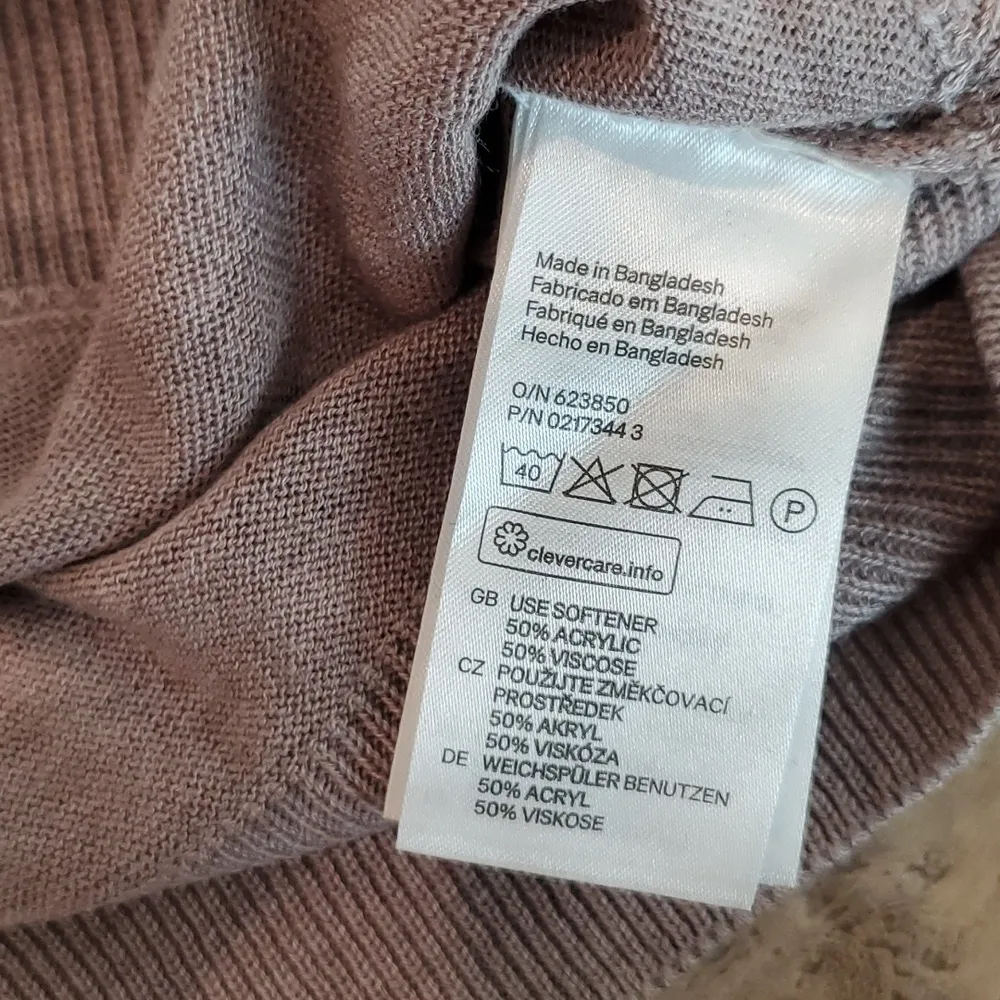 Made in Bangladesh
Fabricado em Bangladesh
Fabriqué en Bangladesh
Hecho en Bangladesh
O/N 623850
P/N 0217344 3
40 P
clevercare.info
GB USE SOFTENER
50% ACRYLIC
50% VISCOSE
CZ POUŽIJTE ZMĚKČOVACÍ
PROSTŘEDEK
50% AKRYL
50% VISKÓZA
DE WEICHSPÜLER BENUTZEN
50% ACRYL
50% VISKOSE